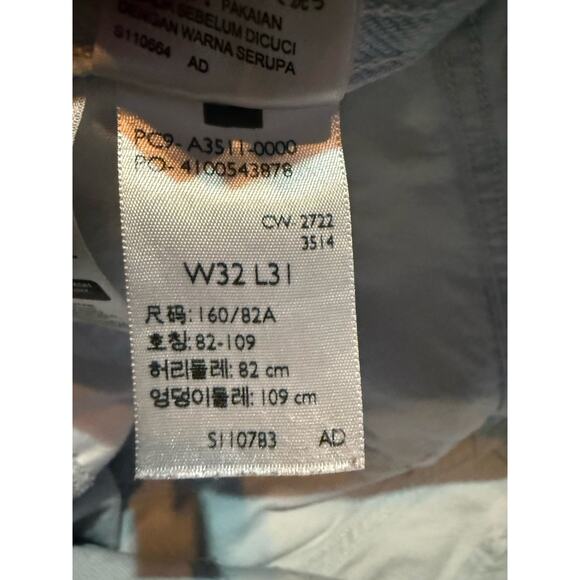 PAKAIAN
SEBELUM DICUCI
DENGAN WARNA SERUPA
S110664 AD
PC9- A3511-0000
PO- 4100543878
CW 2722
3514
W32 L31
尺码: 160/82A
호칭: 82-109
허리둘레: 82 cm
엉덩이둘레: 109 cm
S110783 AD